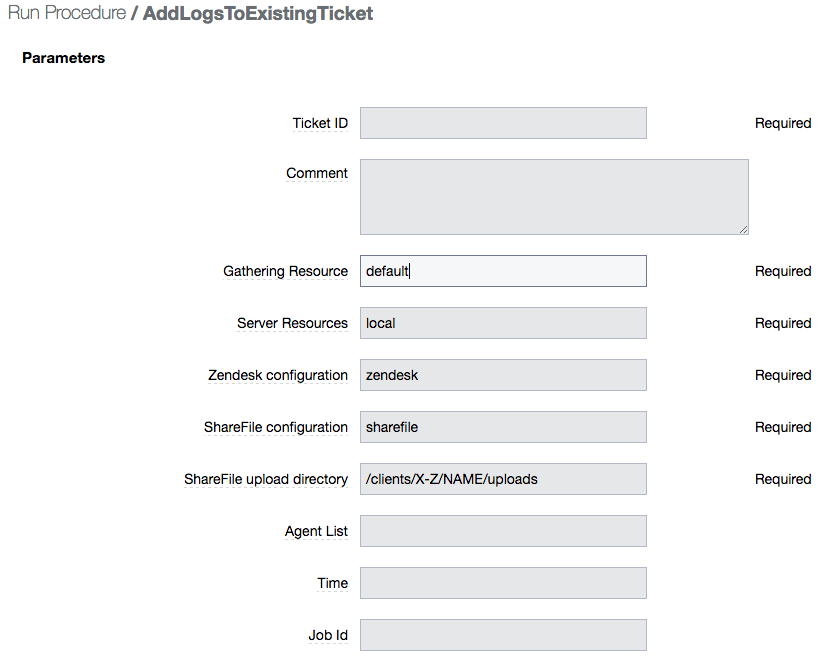 Run Procedure / AddLogsToExistingTicket
Parameters
Ticket ID Required
Comment
Gathering Resource default Required
Server Resources local Required
Zendesk configuration zendesk Required
ShareFile configuration sharefile Required
ShareFile upload directory /clients/X-Z/NAME/uploads Required
Agent List
Time
Job Id